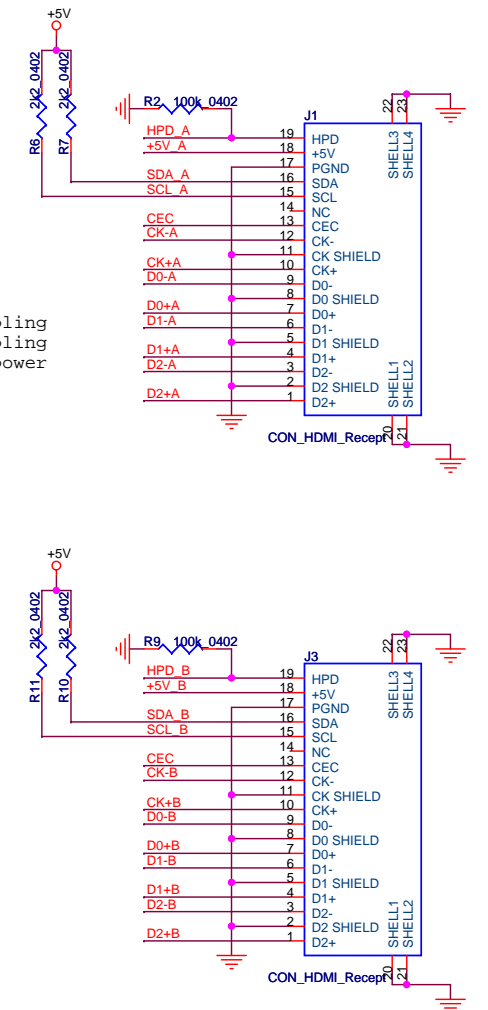 +5V
2k2_0402
2k2_0402
R6
R7
R2 100k_0402
J1
HPD_A 19 HPD
+5V_A 18 +5V
17 PGND
SDA_A 16 SDA
SCL_A 15 SCL
14 NC
CEC 13 CEC
CK-A 12 CK-
11 CK SHIELD
CK+A 10 CK+
D0-A 9 D0-
8 D0 SHIELD
D0+A 7 D0+
D1-A 6 D1-
5 D1 SHIELD
D1+A 4 D1+
D2-A 3 D2-
2 D2 SHIELD
D2+A 1 D2+
22 23
SHELL3
SHELL4
SHELL1
SHELL2
20 21
CON_HDMI_Recept
pling
pling
power
+5V
2k2_0402
2k2_0402
R11
R10
R9 100k_0402
J3
HPD_B 19 HPD
+5V_B 18 +5V
17 PGND
SDA_B 16 SDA
SCL_B 15 SCL
14 NC
CEC 13 CEC
CK-B 12 CK-
11 CK SHIELD
CK+B 10 CK+
D0-B 9 D0-
8 D0 SHIELD
D0+B 7 D0+
D1-B 6 D1-
5 D1 SHIELD
D1+B 4 D1+
D2-B 3 D2-
2 D2 SHIELD
D2+B 1 D2+
22 23
SHELL3
SHELL4
SHELL1
SHELL2
20 21
CON_HDMI_Recept